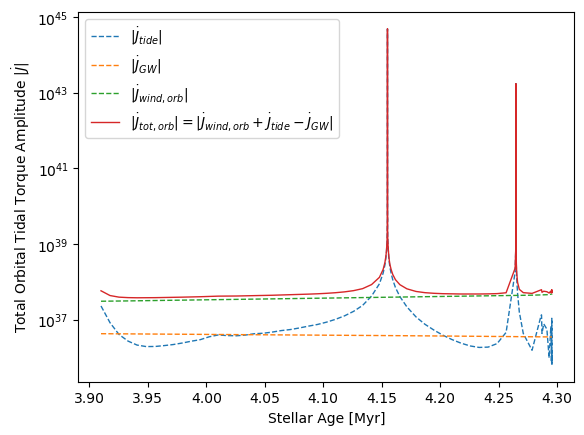 10^45
10^43
10^41
10^39
10^37
Total Orbital Tidal Torque Amplitude |J̇|
|J̇_tide|
|J̇_GW|
|J̇_wind,orb|
|J̇_tot,orb| = |J̇_wind,orb + J̇_tide − J̇_GW|
3.90 3.95 4.00 4.05 4.10 4.15 4.20 4.25 4.30
Stellar Age [Myr]